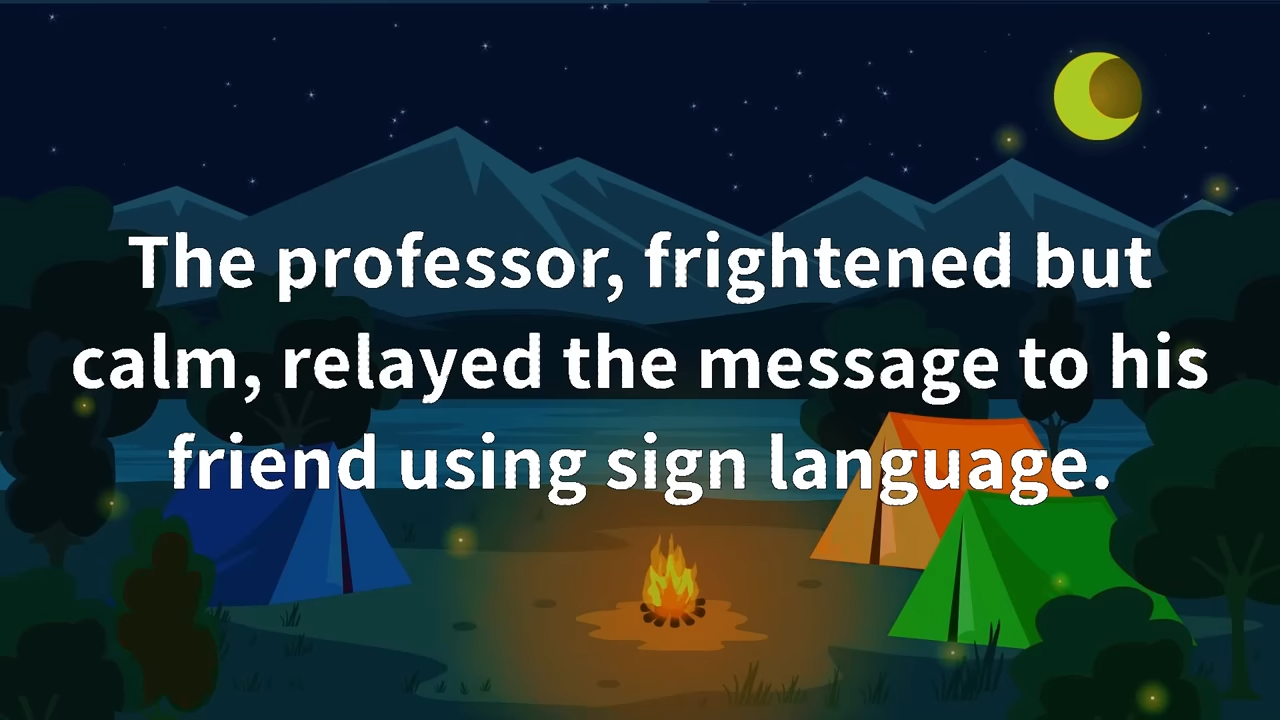 The professor, frightened but
calm, relayed the message to his
friend using sign language.